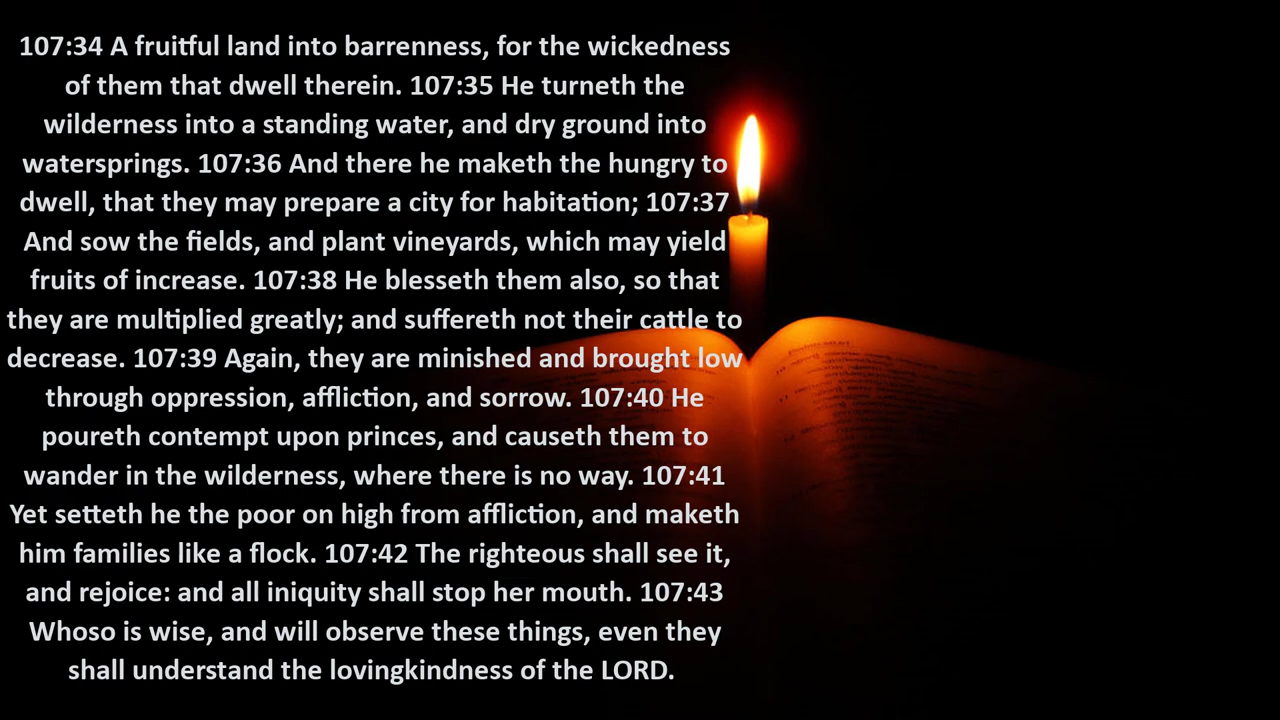 107:34 A fruitful land into barrenness, for the wickedness
of them that dwell therein. 107:35 He turneth the
wilderness into a standing water, and dry ground into
watersprings. 107:36 And there he maketh the hungry to
dwell, that they may prepare a city for habitation; 107:37
And sow the fields, and plant vineyards, which may yield
fruits of increase. 107:38 He blesseth them also, so that
they are multiplied greatly; and suffereth not their cattle to
decrease. 107:39 Again, they are minished and brought low
through oppression, affliction, and sorrow. 107:40 He
poureth contempt upon princes, and causeth them to
wander in the wilderness, where there is no way. 107:41
Yet setteth he the poor on high from affliction, and maketh
him families like a flock. 107:42 The righteous shall see it,
and rejoice: and all iniquity shall stop her mouth. 107:43
Whoso is wise, and will observe these things, even they
shall understand the lovingkindness of the LORD.